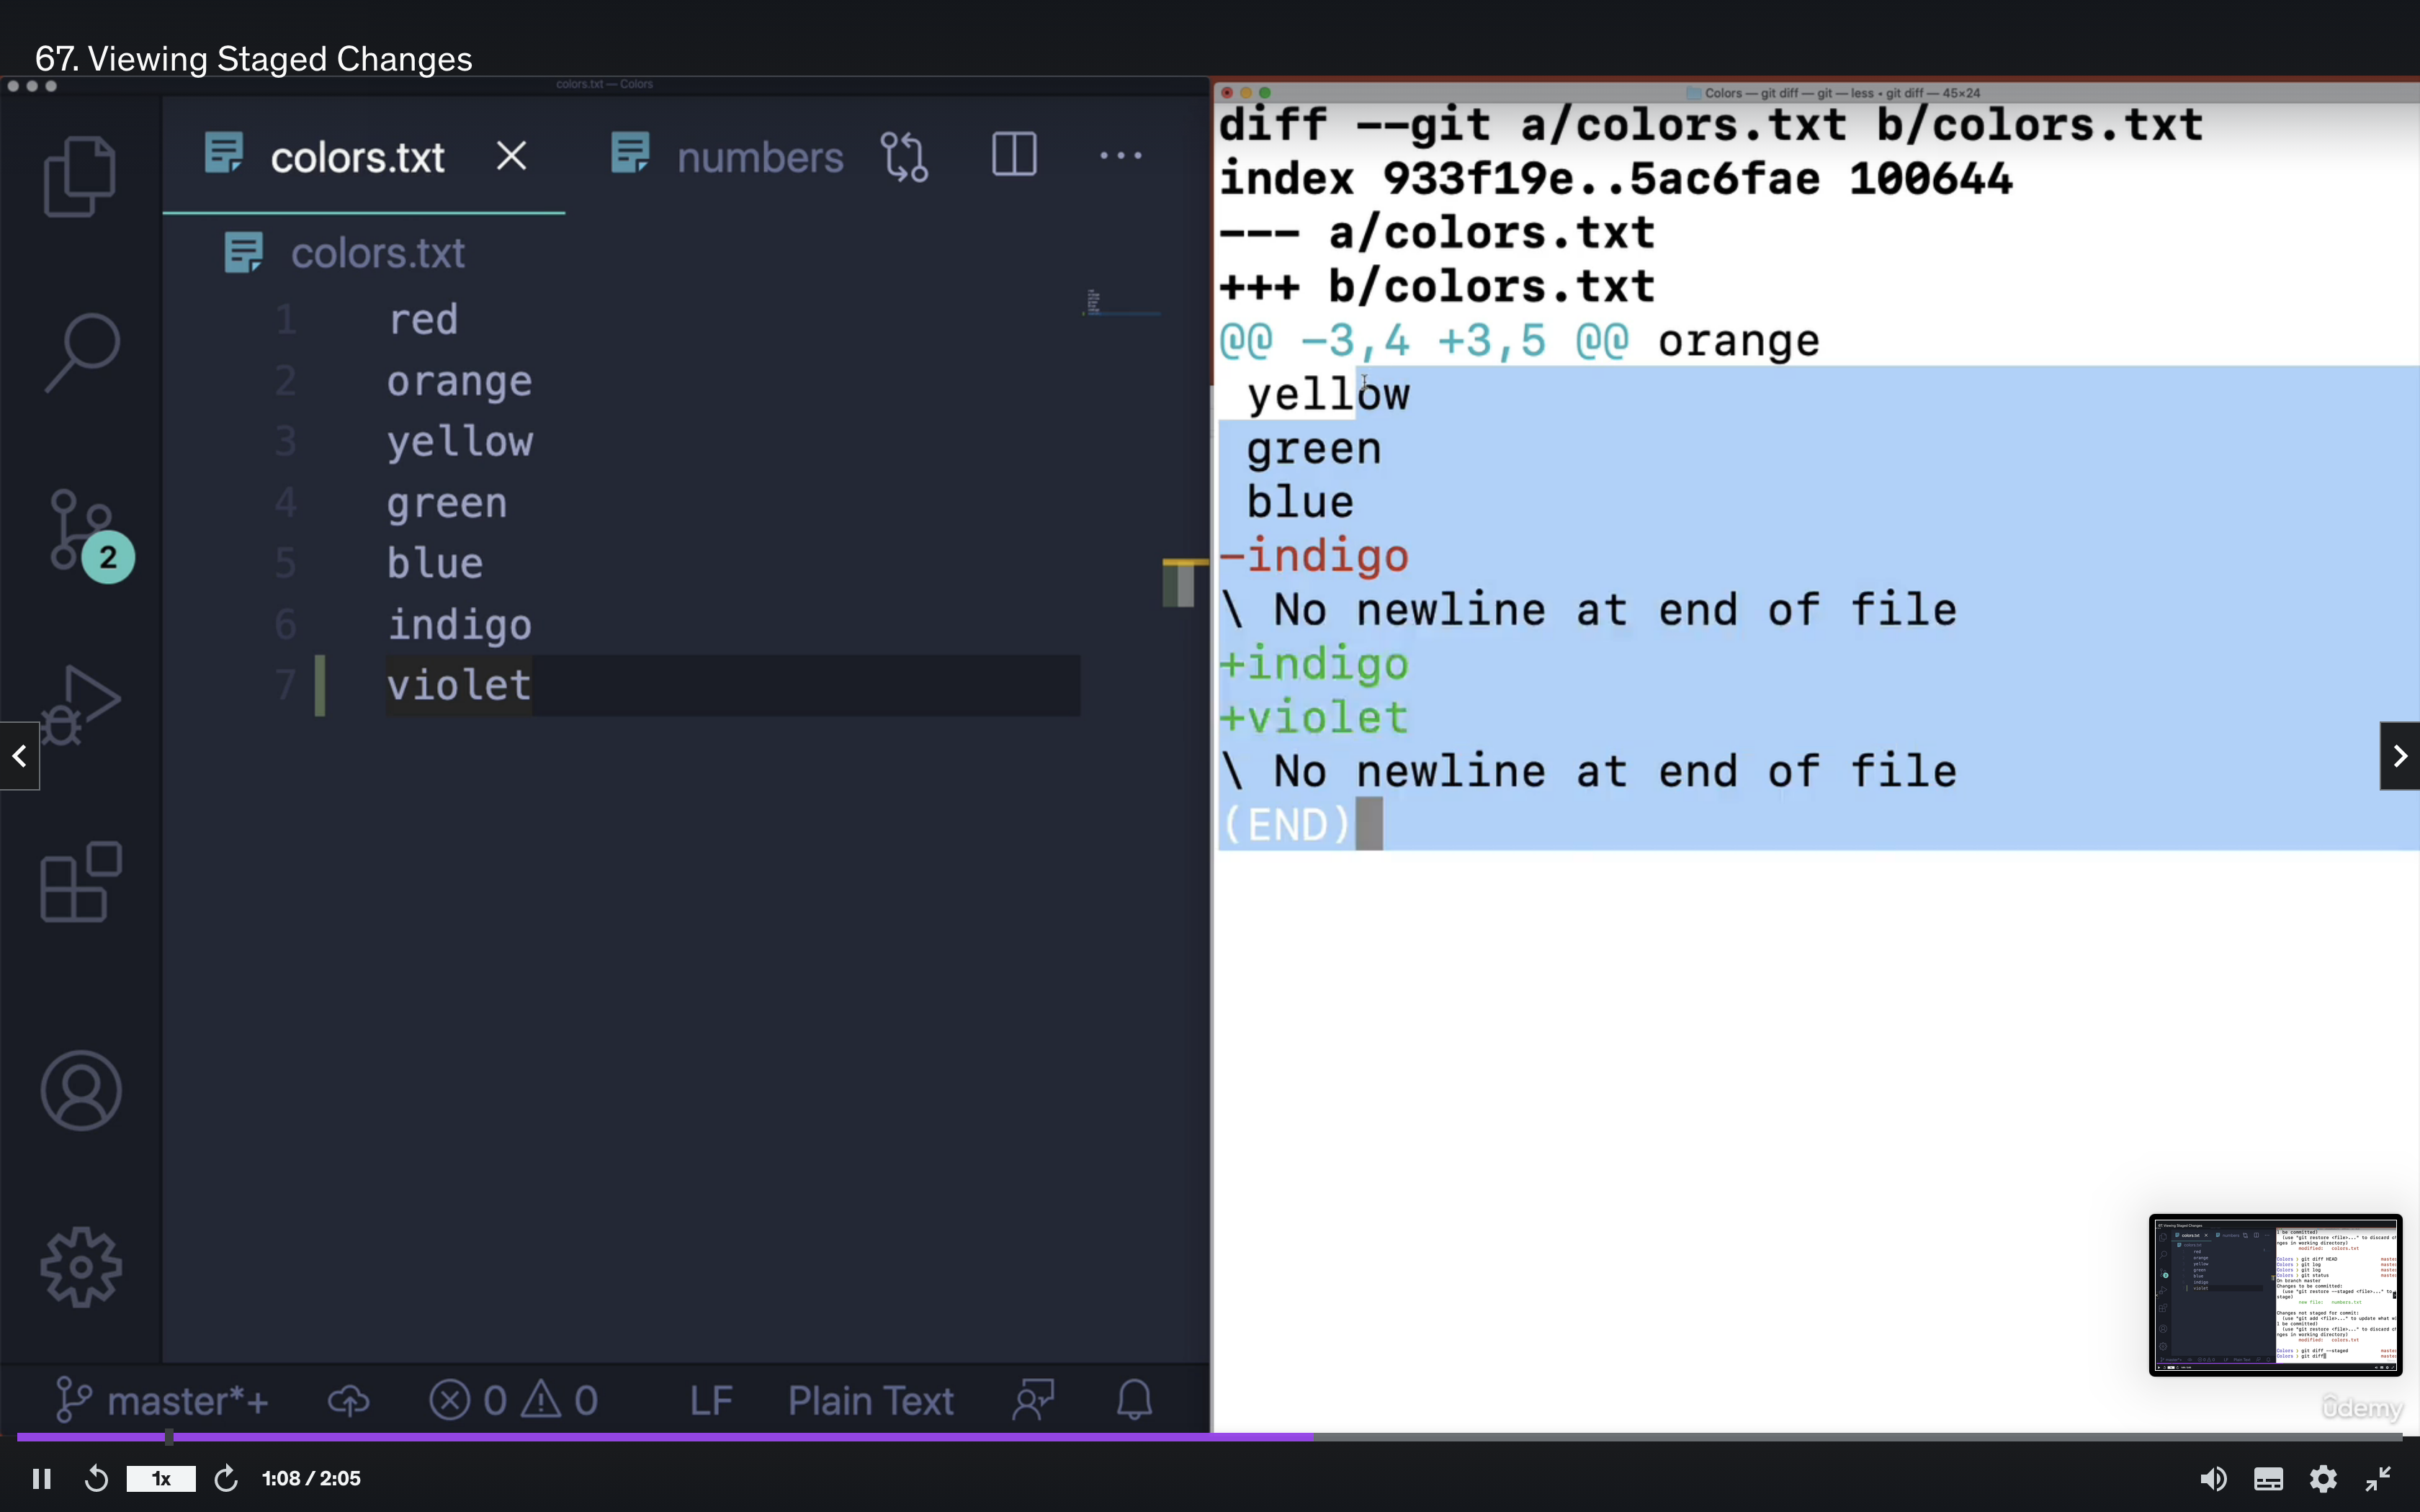 67. Viewing Staged Changes
colors.txt — Colors
colors.txt
numbers
colors.txt
1 red
2 orange
3 yellow
4 green
5 blue
6 indigo
7 violet
2
master*+
0
0
LF
Plain Text
Colors — git diff — git — less ◂ git diff — 45×24
diff --git a/colors.txt b/colors.txt
index 933f19e..5ac6fae 100644
--- a/colors.txt
+++ b/colors.txt
@@ -3,4 +3,5 @@ orange
 yellow
 green
 blue
-indigo
\ No newline at end of file
+indigo
+violet
\ No newline at end of file
(END)
ûdemy
1x
1:08 / 2:05